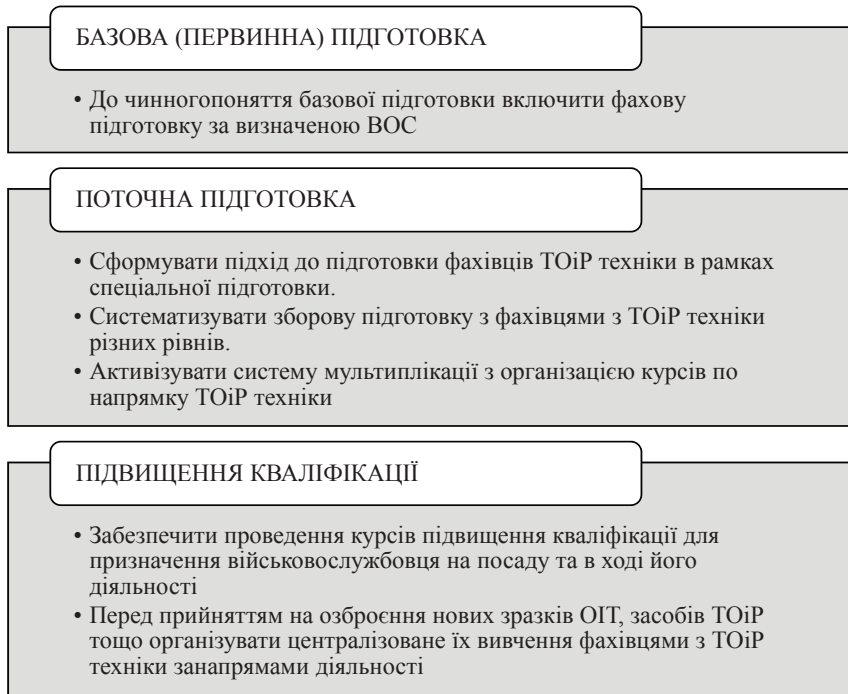 БАЗОВА (ПЕРВИННА) ПІДГОТОВКА
• До чинногопоняття базової підготовки включити фахову
підготовку за визначеною ВОС
ПОТОЧНА ПІДГОТОВКА
• Сформувати підхід до підготовки фахівців ТОіР техніки в рамках
спеціальної підготовки.
• Систематизувати зборову підготовку з фахівцями з ТОіР техніки
різних рівнів.
• Активізувати систему мультиплікації з організацією курсів по
напрямку ТОіР техніки
ПІДВИЩЕННЯ КВАЛІФІКАЦІЇ
• Забезпечити проведення курсів підвищення кваліфікації для
призначення військовослужбовця на посаду та в ході його
діяльності
• Перед прийняттям на озброєння нових зразків ОІТ, засобів ТОіР
тощо організувати централізоване їх вивчення фахівцями з ТОіР
техніки занапрямами діяльності